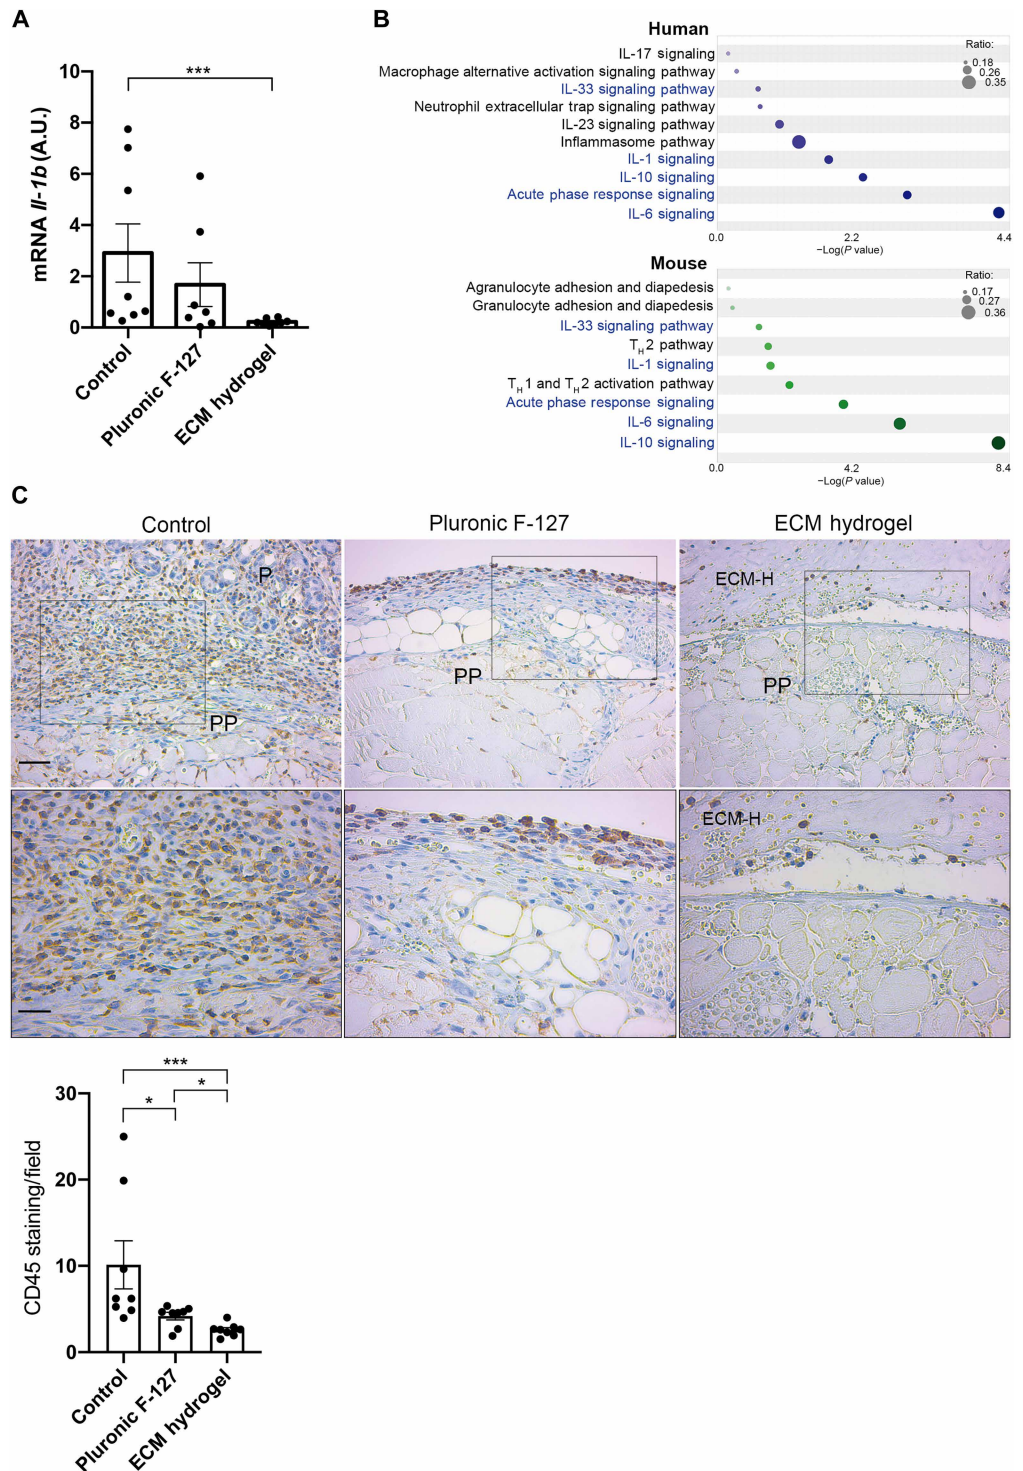 A
mRNA Il-1b (A.U.)
10
8
6
4
2
0
***
Control
Pluronic F-127
ECM hydrogel
B
Human
IL-17 signaling
Macrophage alternative activation signaling pathway
IL-33 signaling pathway
Neutrophil extracellular trap signaling pathway
IL-23 signaling pathway
Inflammasome pathway
IL-1 signaling
IL-10 signaling
Acute phase response signaling
IL-6 signaling
Ratio:
0.18
0.26
0.35
0.0 2.2 4.4
−Log(P value)
Mouse
Agranulocyte adhesion and diapedesis
Granulocyte adhesion and diapedesis
IL-33 signaling pathway
TH2 pathway
IL-1 signaling
TH1 and TH2 activation pathway
Acute phase response signaling
IL-6 signaling
IL-10 signaling
Ratio:
0.17
0.27
0.36
0.0 4.2 8.4
−Log(P value)
C
Control
Pluronic F-127
ECM hydrogel
P
PP
PP
ECM-H
PP
ECM-H
CD45 staining/field
30
20
10
0
***
*
*
Control
Pluronic F-127
ECM hydrogel